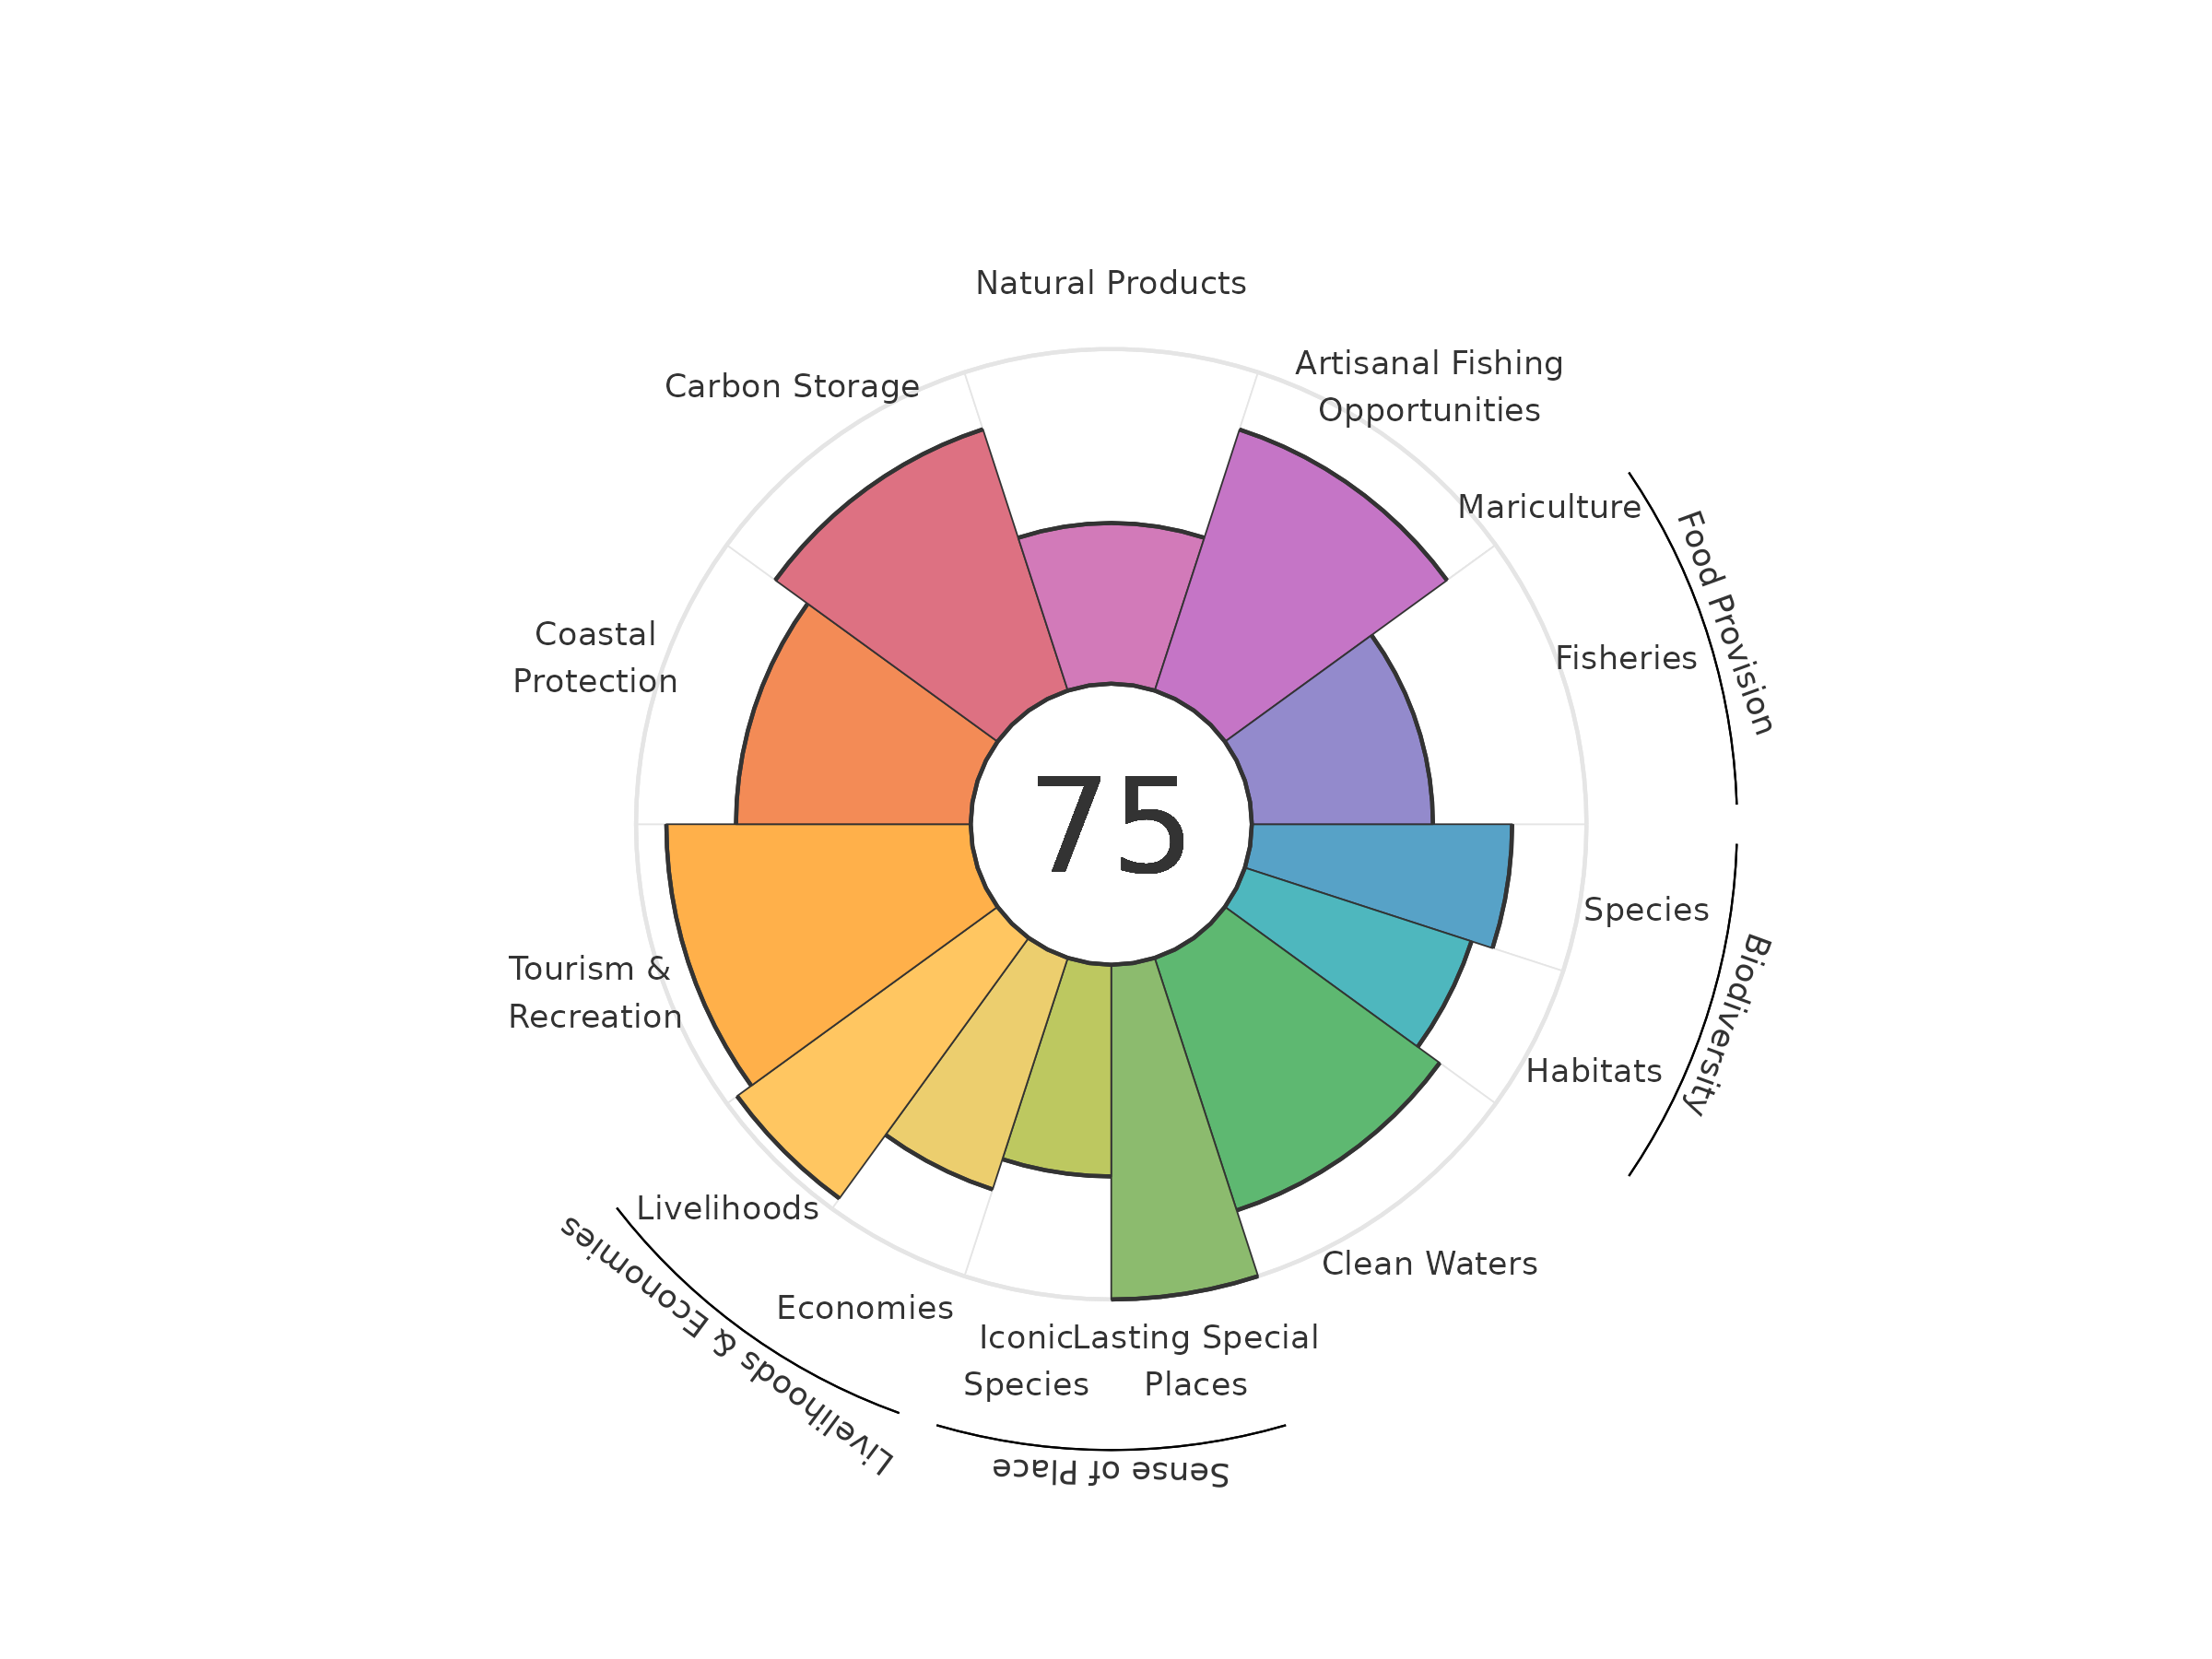 Natural Products
Artisanal Fishing
Opportunities
Carbon Storage
Mariculture
Food Provision
Fisheries
Coastal
Protection
75
Species
Biodiversity
Tourism &
Recreation
Habitats
Livelihoods
Clean Waters
Economies
Livelihoods & Economies
Iconic
Species
Lasting Special
Places
Sense of Place